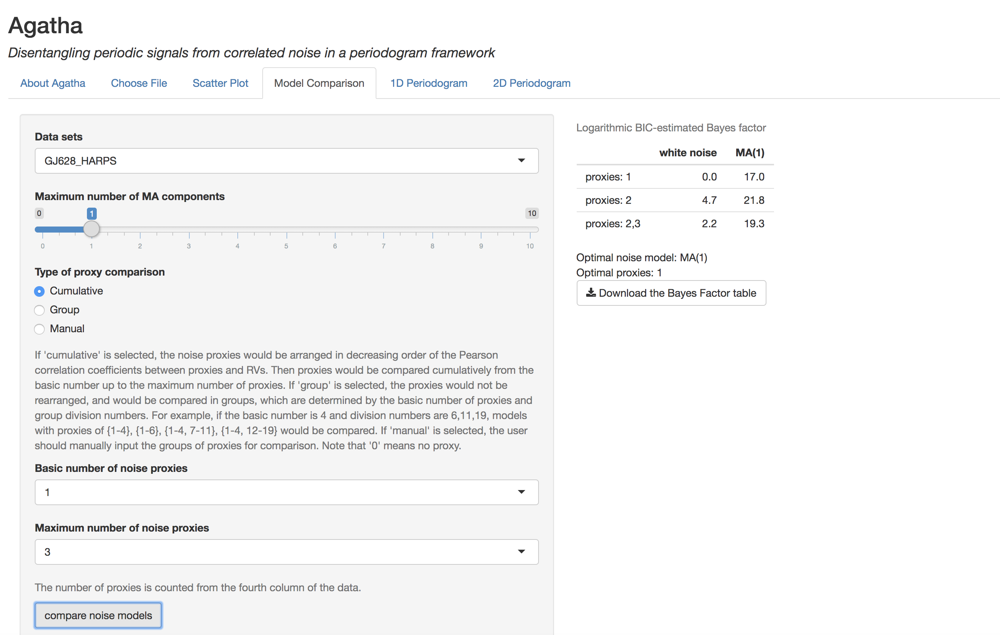 Agatha
Disentangling periodic signals from correlated noise in a periodogram framework
About Agatha Choose File Scatter Plot Model Comparison 1D Periodogram 2D Periodogram
Data sets
GJ628_HARPS
Maximum number of MA components
0 1 10
0 1 2 3 4 5 6 7 8 9 10
Type of proxy comparison
Cumulative
Group
Manual
If 'cumulative' is selected, the noise proxies would be arranged in decreasing order of the Pearson
correlation coefficients between proxies and RVs. Then proxies would be compared cumulatively from the
basic number up to the maximum number of proxies. If 'group' is selected, the proxies would not be
rearranged, and would be compared in groups, which are determined by the basic number of proxies and
group division numbers. For example, if the basic number is 4 and division numbers are 6,11,19, models
with proxies of {1-4}, {1-6}, {1-4, 7-11}, {1-4, 12-19} would be compared. If 'manual' is selected, the user
should manually input the groups of proxies for comparison. Note that '0' means no proxy.
Basic number of noise proxies
1
Maximum number of noise proxies
3
The number of proxies is counted from the fourth column of the data.
compare noise models
Logarithmic BIC-estimated Bayes factor
white noise MA(1)
proxies: 1 0.0 17.0
proxies: 2 4.7 21.8
proxies: 2,3 2.2 19.3
Optimal noise model: MA(1)
Optimal proxies: 1
Download the Bayes Factor table